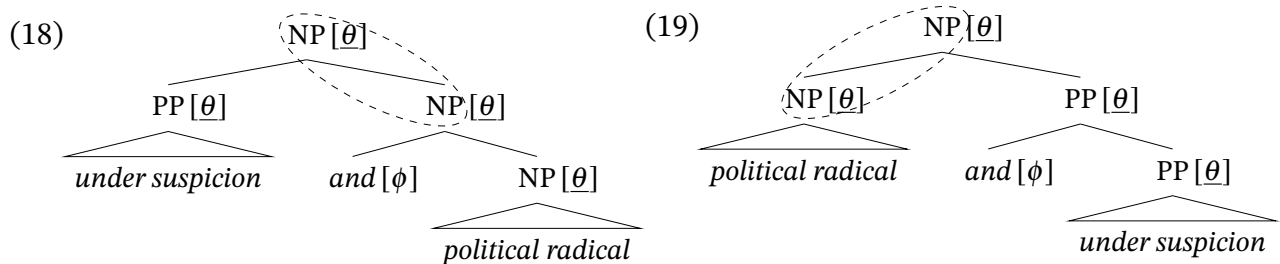 (18) NP [θ] (19) NP [θ]
PP [θ] NP [θ] NP [θ] PP [θ]
under suspicion and [ϕ] NP [θ] political radical and [ϕ] PP [θ]
political radical under suspicion